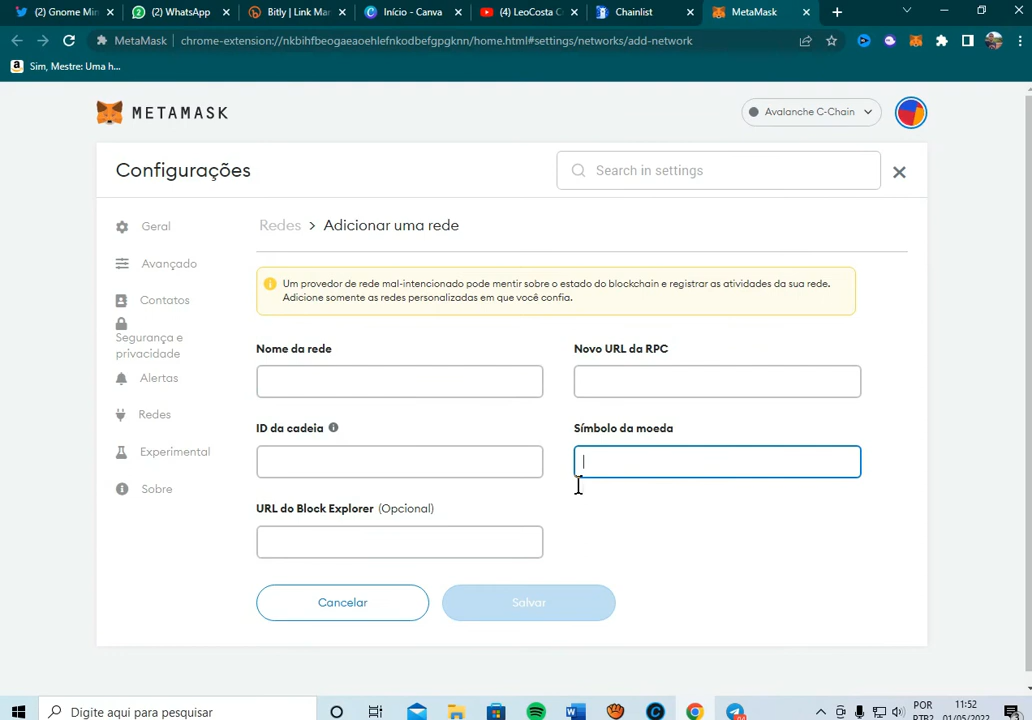 (2) Gnome Min
(2) WhatsApp
Bitly | Link Mar
Início - Canva
(4) LeoCosta C
Chainlist
MetaMask
MetaMask
chrome-extension://nkbihfbeogaeaoehlefnkodbefgpgknn/home.html#settings/networks/add-network
Sim, Mestre: Uma h...
METAMASK
Avalanche C-Chain
Configurações
Search in settings
Geral
Avançado
Contatos
Segurança e
privacidade
Alertas
Redes
Experimental
Sobre
Redes > Adicionar uma rede
Um provedor de rede mal-intencionado pode mentir sobre o estado do blockchain e registrar as atividades da sua rede.
Adicione somente as redes personalizadas em que você confia.
Nome da rede
Novo URL da RPC
ID da cadeia
Símbolo da moeda
URL do Block Explorer (Opcional)
Cancelar
Salvar
Digite aqui para pesquisar
POR
PTB2
11:52
01/05/2022